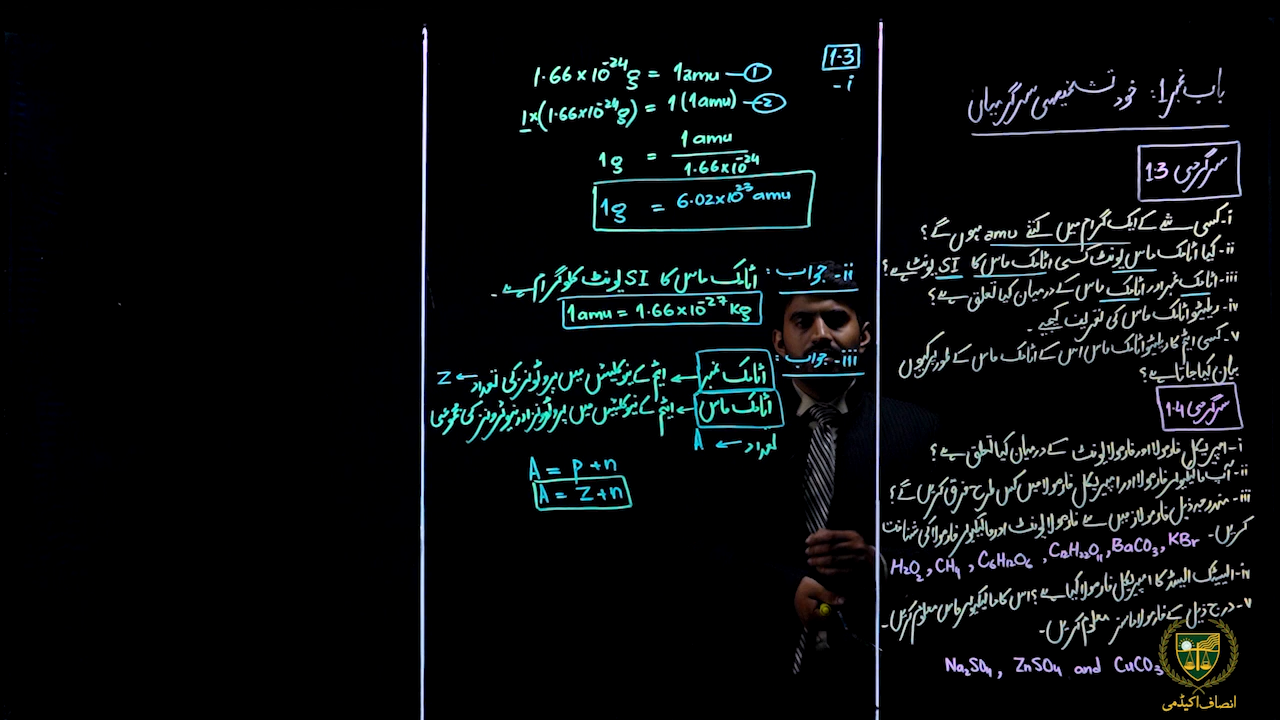 باب نمبر 1: خود تشخیصی سرگرمیاں
سرگرمی 1.3
i- کسی شے کے ایک گرام میں کتنے amu ہوں گے؟
ii- کیا اٹامک ماس یونٹ کسی اٹامک ماس کا SI یونٹ ہے؟
iii- اٹامک نمبر اور اٹامک ماس کے درمیان کیا تعلق ہے؟
iv- ریلیٹو اٹامک ماس کی تعریف کیجیے۔
v- کسی ایٹم کا ریلیٹو اٹامک ماس اس کے اٹامک ماس کے طور پر کیوں
بیان کیا جاتا ہے؟
سرگرمی 1.4
i- امپیریکل فارمولا اور فارمولا یونٹ کے درمیان کیا تعلق ہے؟
ii- آپ مالیکیولر فارمولا اور امپیریکل فارمولا میں کس طرح فرق کریں گے؟
iii- مندرجہ ذیل فارمولاز میں سے فارمولا یونٹ اور مالیکیولر فارمولا کی شناخت
کریں۔
H2O2, CH4, C6H12O6, C12H22O11, BaCO3, KBr
iv- ایسیٹک ایسڈ کا امپیریکل فارمولا کیا ہے؟ اس کا مالیکیولر ماس معلوم کریں۔
v- درج ذیل کے فارمولا ماسز معلوم کریں۔
Na2SO4, ZnSO4 and CuCO3
انصاف اکیڈمی
1.3
-i
1.66×10^-24 g = 1amu —①
1×(1.66×10^-24 g) = 1(1amu) —②
1g = 1amu / 1.66×10^-24
1g = 6.02×10^23 amu
ii- جواب: اٹامک ماس کا SI یونٹ کلوگرام ہے۔
1amu = 1.66×10^-27 kg
iii- جواب:
اٹامک نمبر ← ایٹم کے نیوکلیئس میں پروٹونز کی تعداد ← Z
اٹامک ماس ← ایٹم کے نیوکلیئس میں پروٹونز اور نیوٹرونز کی مجموعی
تعداد ← A
A = p+n
A = Z+n